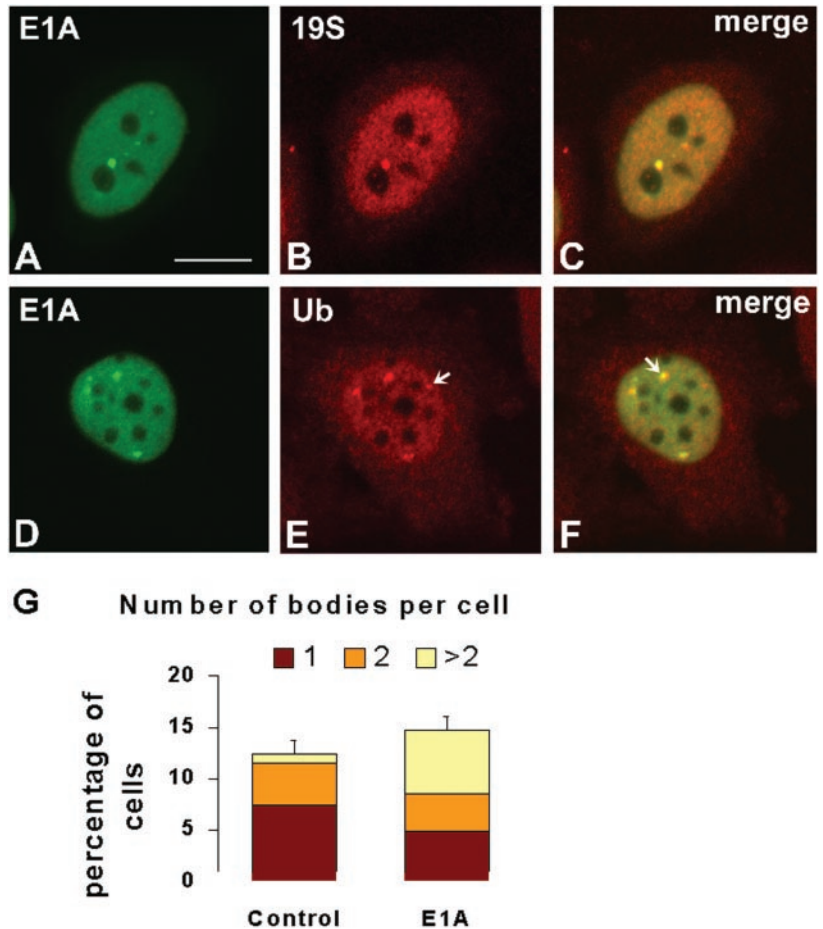 E1A
19S
merge
A
B
C
E1A
Ub
merge
D
E
F
G
Number of bodies per cell
1
2
>2
percentage of cells
20
15
10
5
0
Control
E1A